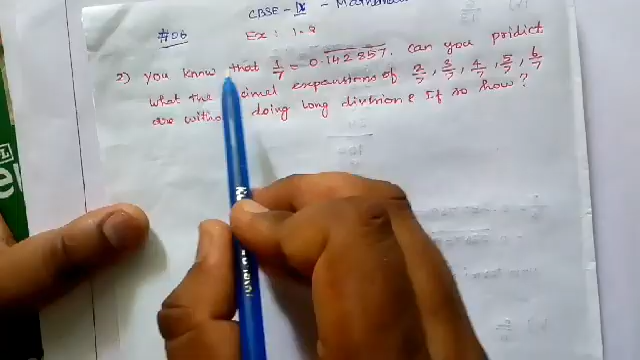 CBSE - IX - Mathematics
#06 Ex: 1.3
2) you know that 1/7 = 0.142857. can you pridict
what the decimal expansions of 2/7, 3/7, 4/7, 5/7, 6/7
are without doing long division? If so how?